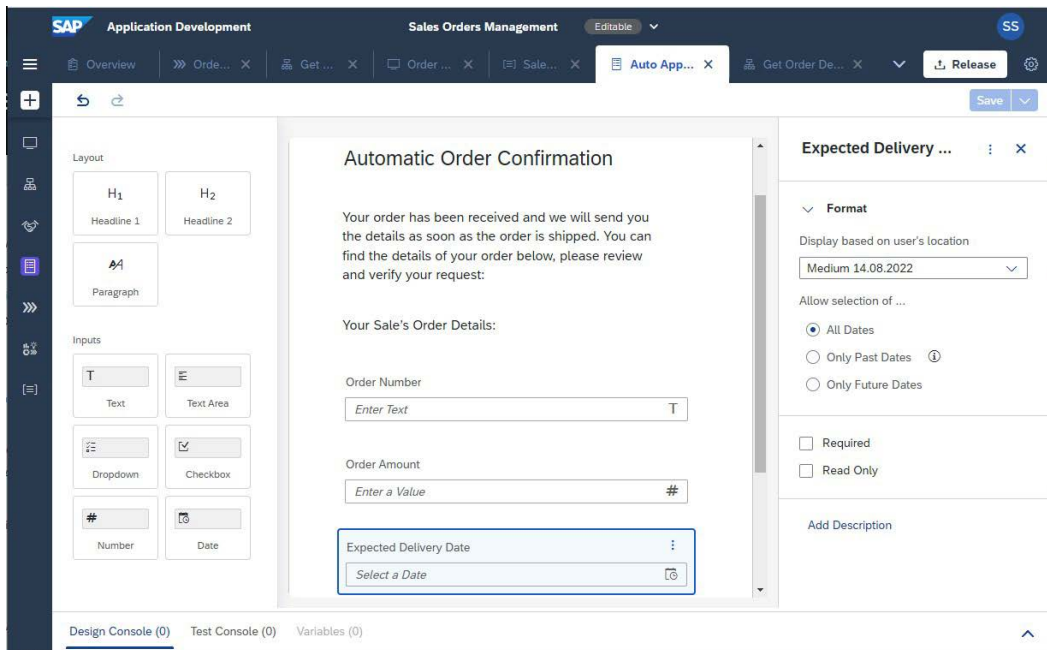 SAP Application Development Sales Orders Management Editable SS
Overview Orde... X Get ... X Order ... X Sale... X Auto App... X Get Order De... X Release
Save
Layout
H1 H2
Headline 1 Headline 2
Paragraph
Inputs
T
Text Text Area
Dropdown Checkbox
#
Number Date
Automatic Order Confirmation
Your order has been received and we will send you
the details as soon as the order is shipped. You can
find the details of your order below, please review
and verify your request:
Your Sale's Order Details:
Order Number
Enter Text T
Order Amount
Enter a Value #
Expected Delivery Date
Select a Date
Expected Delivery ...
Format
Display based on user's location
Medium 14.08.2022
Allow selection of ...
All Dates
Only Past Dates
Only Future Dates
Required
Read Only
Add Description
Design Console (0) Test Console (0) Variables (0)